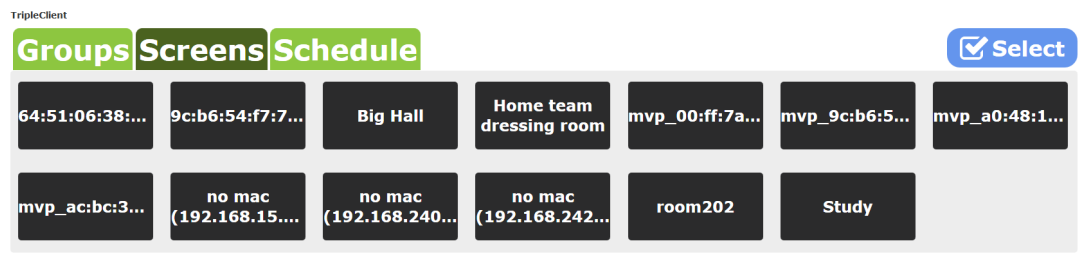 TripleClient
Groups Screens Schedule Select
64:51:06:38:... 9c:b6:54:f7:7... Big Hall Home team dressing room mvp_00:ff:7a... mvp_9c:b6:5... mvp_a0:48:1...
mvp_ac:bc:3... no mac (192.168.15.... no mac (192.168.240... no mac (192.168.242... room202 Study